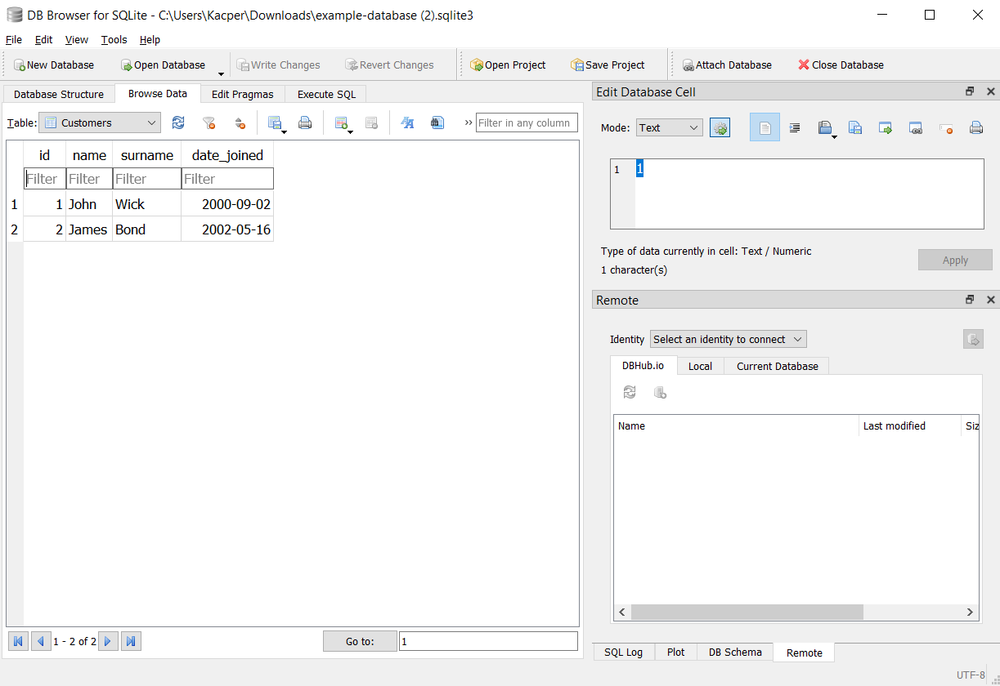 DB Browser for SQLite - C:\Users\Kacper\Downloads\example-database (2).sqlite3
File Edit View Tools Help
New Database Open Database Write Changes Revert Changes Open Project Save Project Attach Database Close Database
Database Structure Browse Data Edit Pragmas Execute SQL
Table: Customers Filter in any column
id name surname date_joined
Filter Filter Filter Filter
1 1 John Wick 2000-09-02
2 2 James Bond 2002-05-16
1 - 2 of 2 Go to: 1
Edit Database Cell
Mode: Text
1 1
Type of data currently in cell: Text / Numeric
1 character(s)
Apply
Remote
Identity Select an identity to connect
DBHub.io Local Current Database
Name Last modified Siz
SQL Log Plot DB Schema Remote
UTF-8